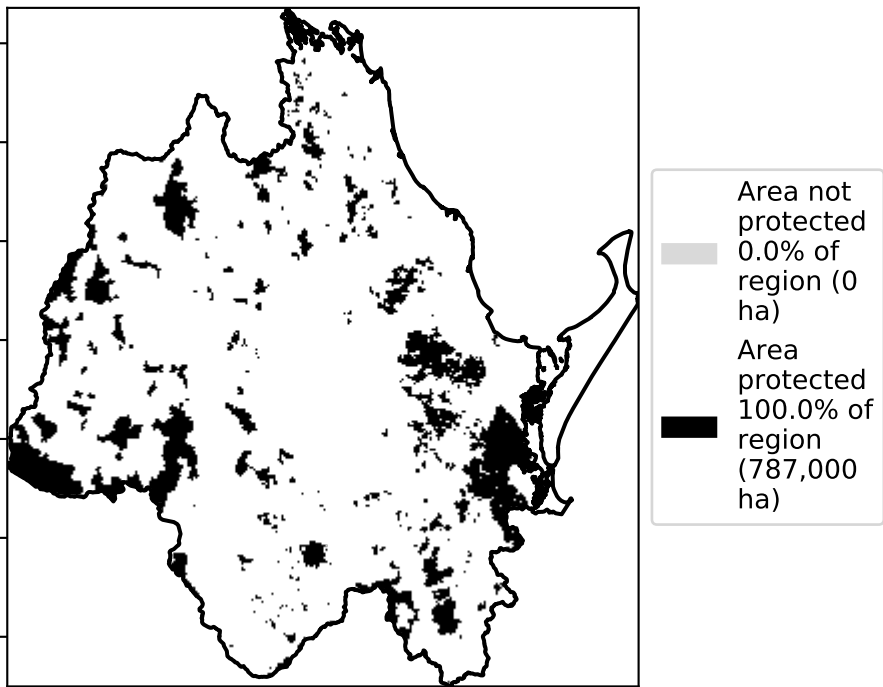 Area not
protected
0.0% of
region (0
ha)
Area
protected
100.0% of
region
(787,000
ha)